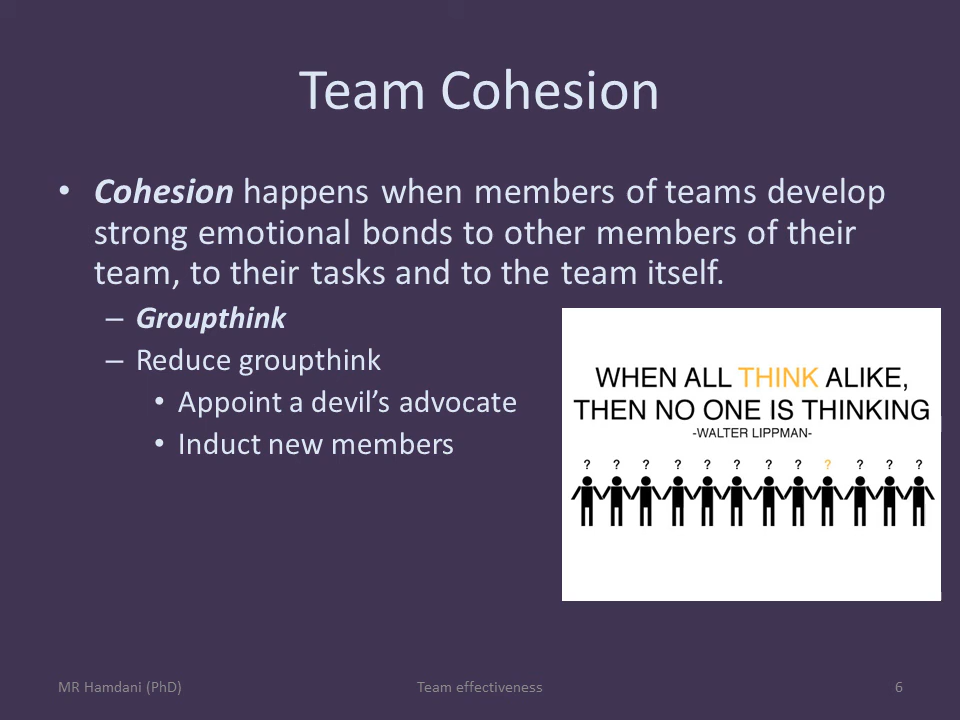 Team Cohesion
• Cohesion happens when members of teams develop
strong emotional bonds to other members of their
team, to their tasks and to the team itself.
– Groupthink
– Reduce groupthink
• Appoint a devil’s advocate
• Induct new members
WHEN ALL THINK ALIKE,
THEN NO ONE IS THINKING
-WALTER LIPPMAN-
? ? ? ? ? ? ? ? ? ? ? ?
MR Hamdani (PhD)
Team effectiveness
6